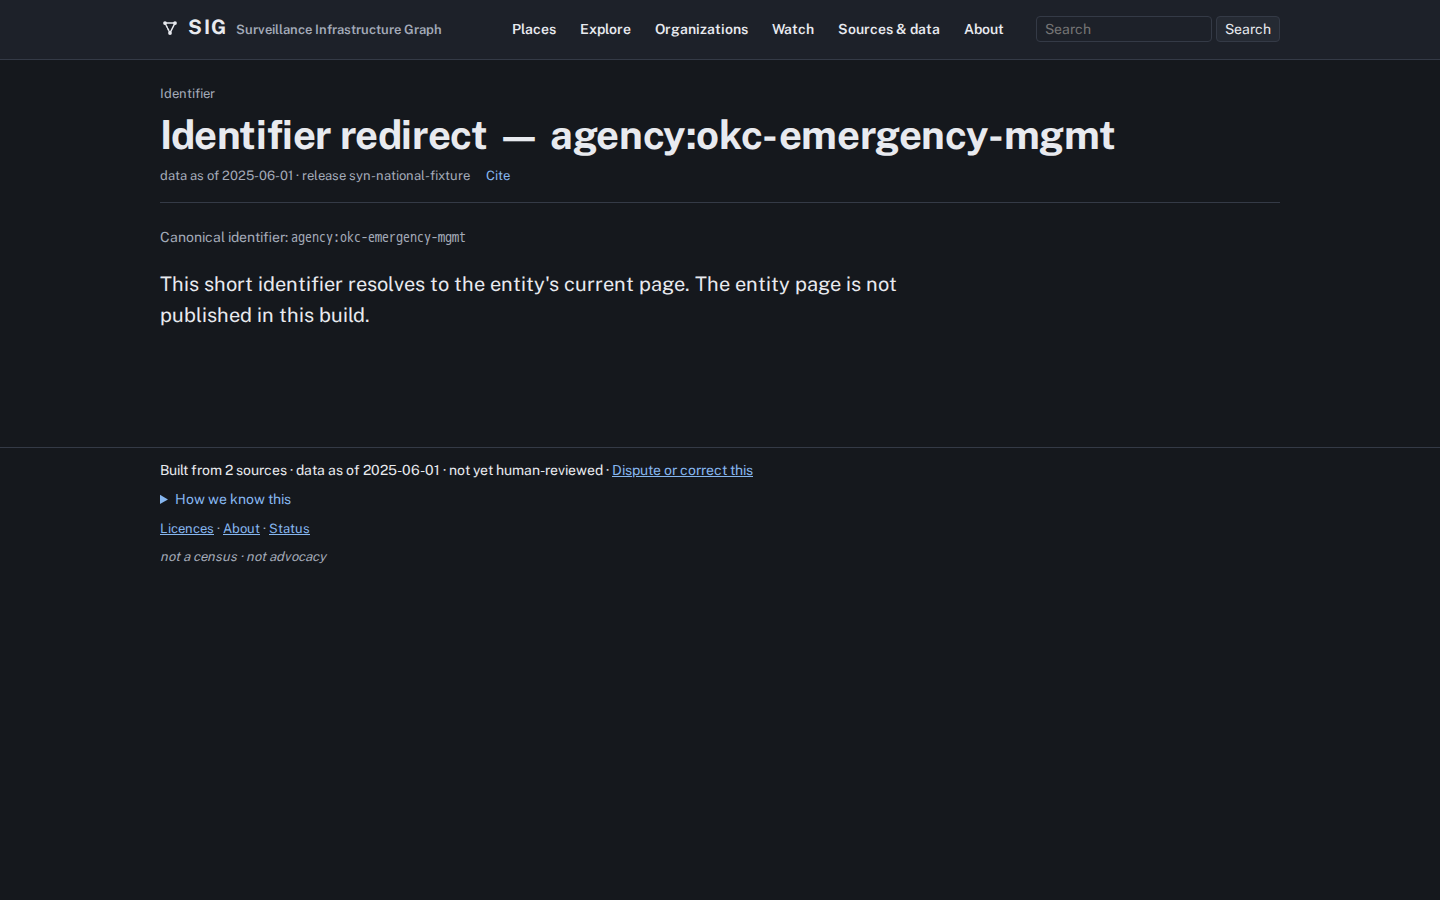 SIG Surveillance Infrastructure Graph Places Explore Organizations Watch Sources & data About Search Search
Identifier
Identifier redirect — agency:okc-emergency-mgmt
data as of 2025-06-01 · release syn-national-fixture Cite
Canonical identifier: agency:okc-emergency-mgmt
This short identifier resolves to the entity's current page. The entity page is not
published in this build.
Built from 2 sources · data as of 2025-06-01 · not yet human-reviewed · Dispute or correct this
How we know this
Licences · About · Status
not a census · not advocacy